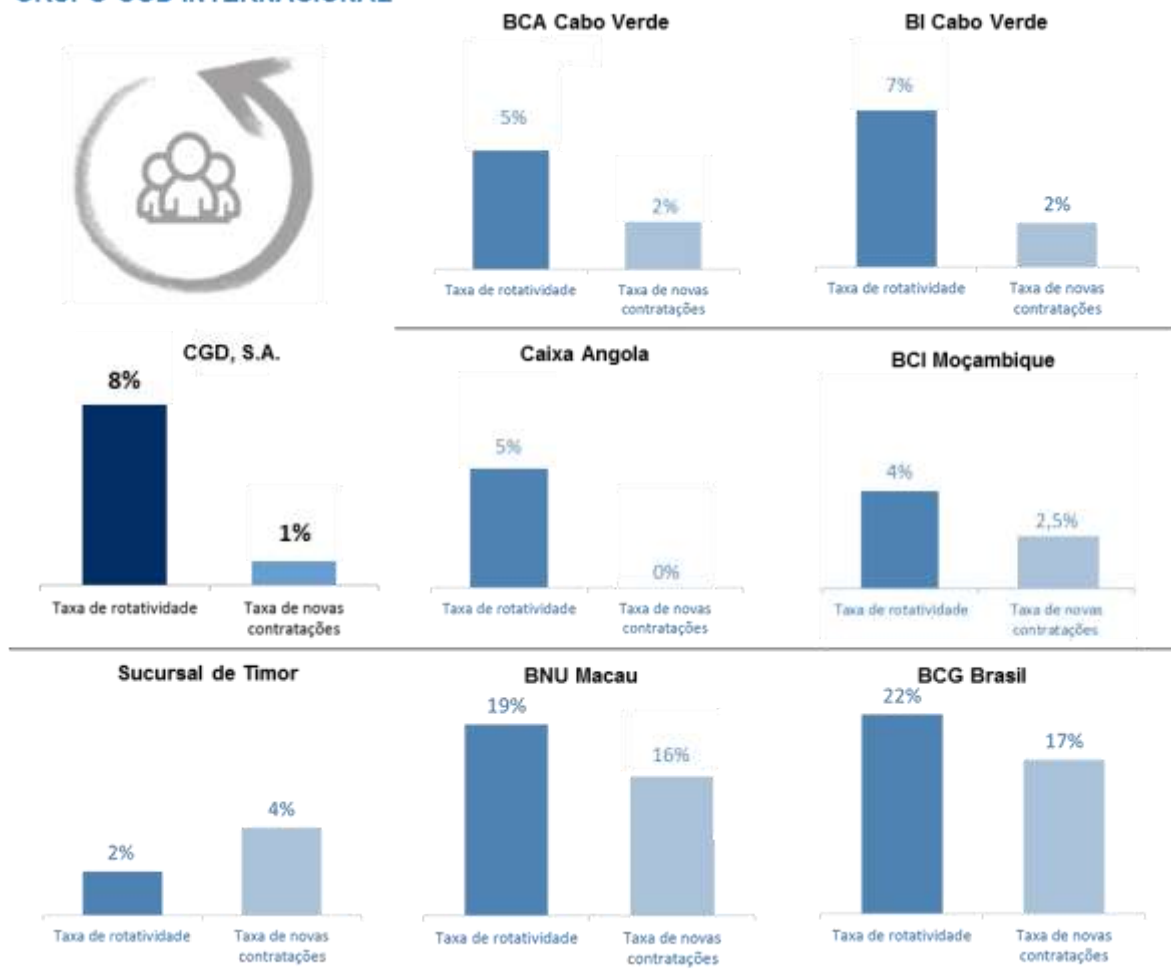 BCA Cabo Verde
5%
2%
Taxa de rotatividade
Taxa de novas
contratações
BI Cabo Verde
7%
2%
Taxa de rotatividade
Taxa de novas
contratações
CGD, S.A.
8%
1%
Taxa de rotatividade
Taxa de novas
contratações
Caixa Angola
5%
0%
Taxa de rotatividade
Taxa de novas
contratações
BCI Moçambique
4%
2,5%
Taxa de rotatividade
Taxa de novas
contratações
Sucursal de Timor
2%
4%
Taxa de rotatividade
Taxa de novas
contratações
BNU Macau
19%
16%
Taxa de rotatividade
Taxa de novas
contratações
BCG Brasil
22%
17%
Taxa de rotatividade
Taxa de novas
contratações